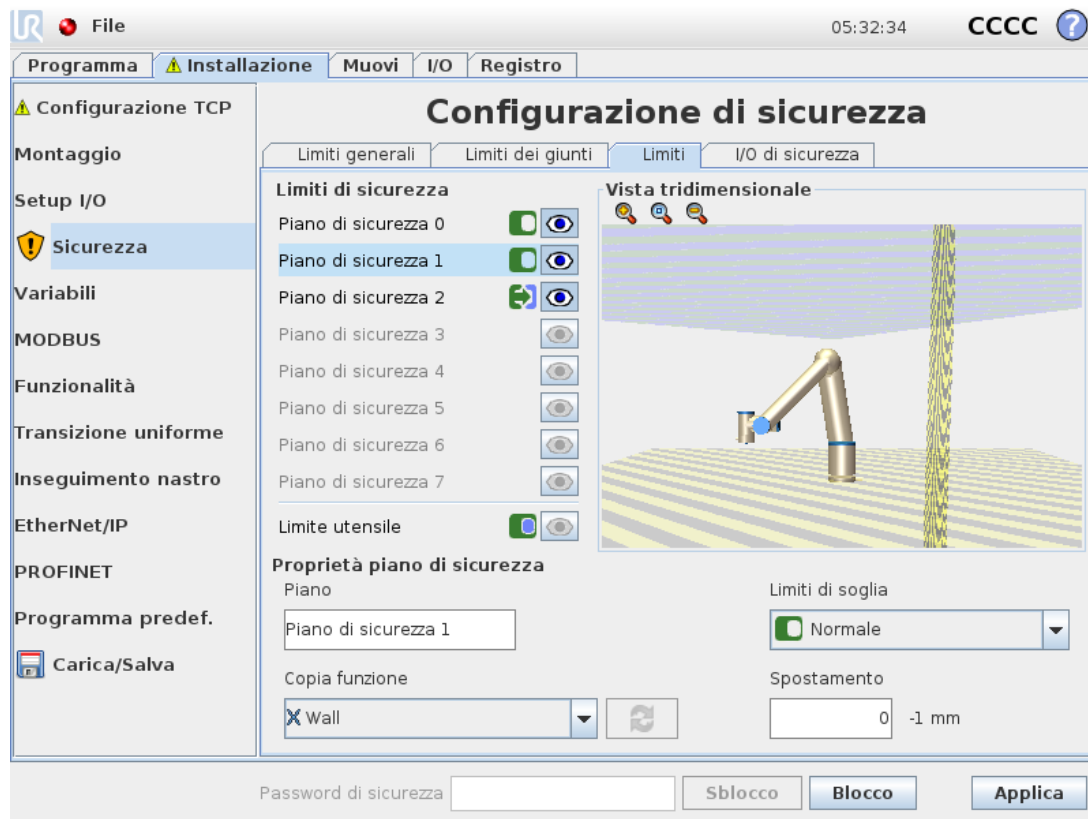 UR File 05:32:34 CCCC ?
Programma Installazione Muovi I/O Registro
Configurazione TCP
Montaggio
Setup I/O
Sicurezza
Variabili
MODBUS
Funzionalità
Transizione uniforme
Inseguimento nastro
EtherNet/IP
PROFINET
Programma predef.
Carica/Salva
Configurazione di sicurezza
Limiti generali Limiti dei giunti Limiti I/O di sicurezza
Limiti di sicurezza
Piano di sicurezza 0
Piano di sicurezza 1
Piano di sicurezza 2
Piano di sicurezza 3
Piano di sicurezza 4
Piano di sicurezza 5
Piano di sicurezza 6
Piano di sicurezza 7
Limite utensile
Vista tridimensionale
Proprietà piano di sicurezza
Piano
Piano di sicurezza 1
Limiti di soglia
Normale
Copia funzione
Wall
Spostamento
0 -1 mm
Password di sicurezza Sblocco Blocco Applica